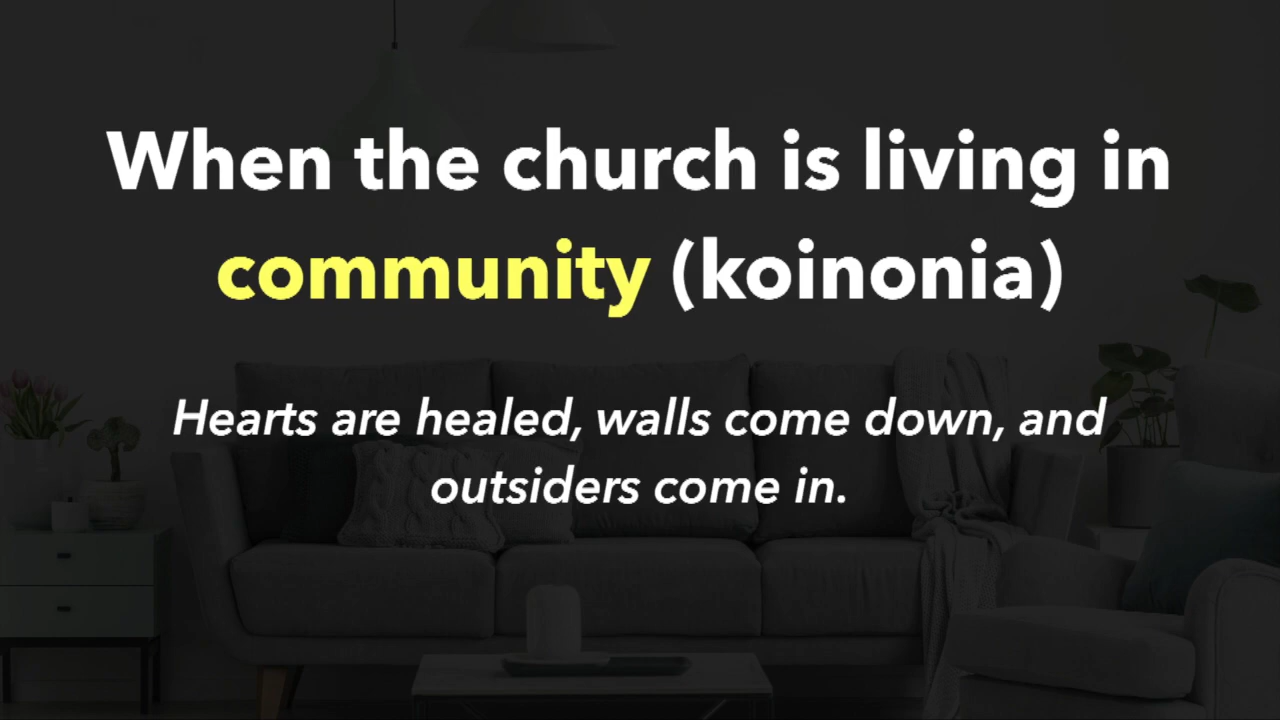 When the church is living in
community (koinonia)
Hearts are healed, walls come down, and
outsiders come in.